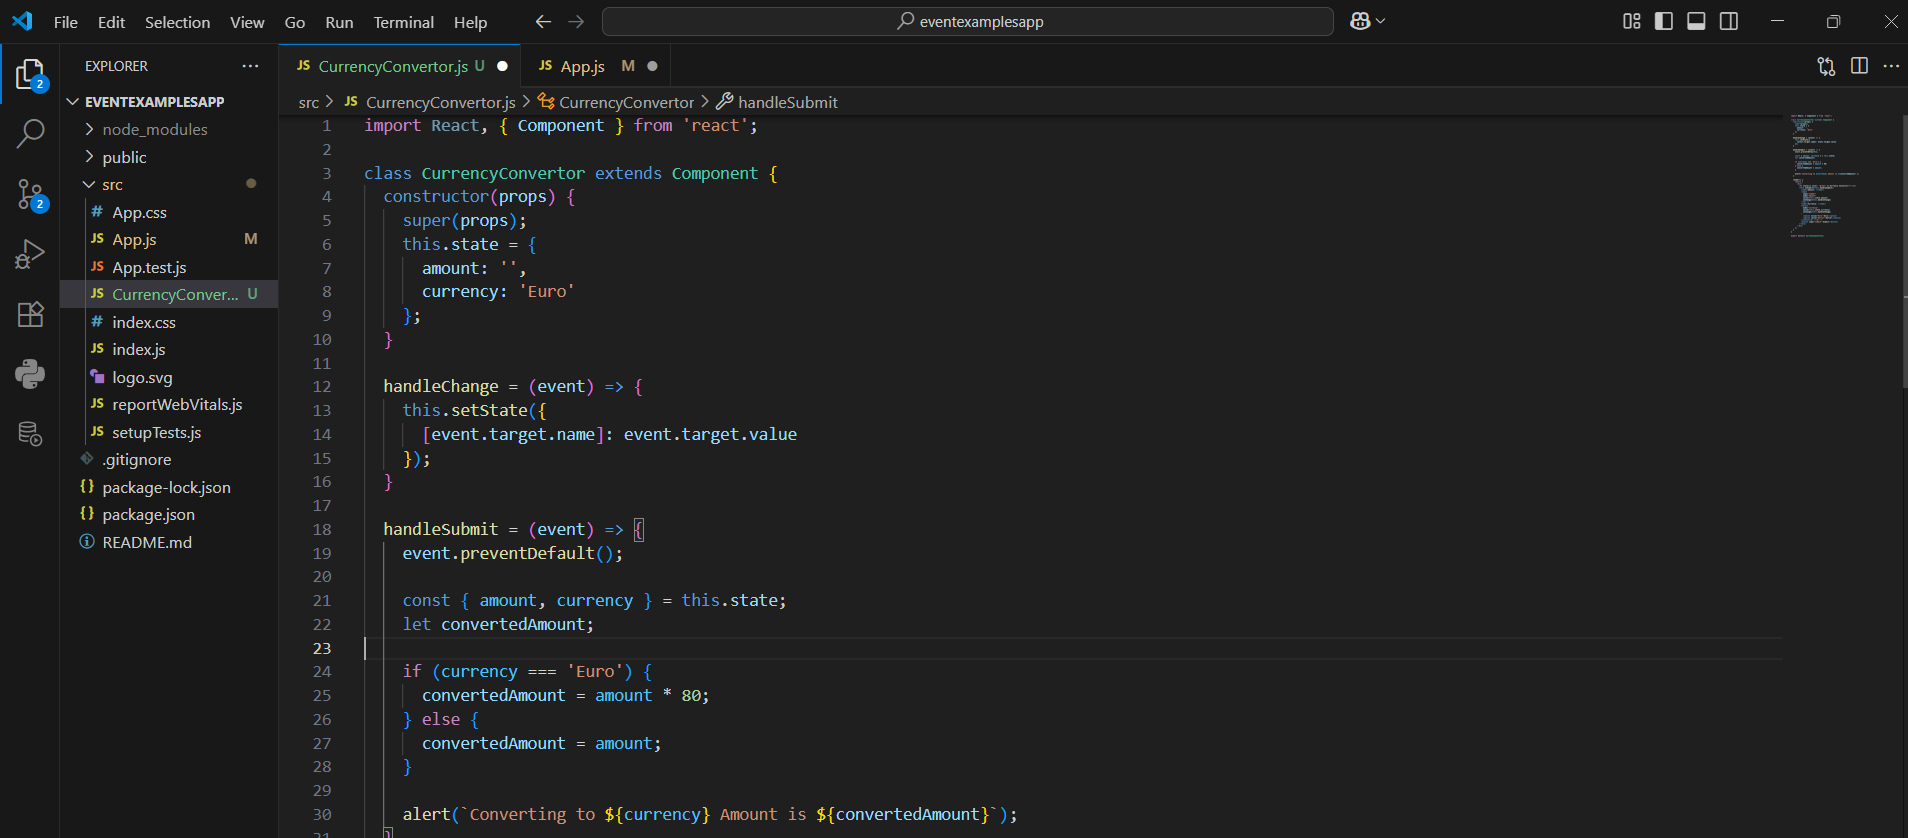 File Edit Selection View Go Run Terminal Help
eventexamplesapp
EXPLORER
2
EVENTEXAMPLESAPP
node_modules
public
src
App.css
App.js M
App.test.js
CurrencyConver... U
index.css
index.js
logo.svg
reportWebVitals.js
setupTests.js
.gitignore
package-lock.json
package.json
README.md
2
JS CurrencyConvertor.js U
JS App.js M
src > JS CurrencyConvertor.js > CurrencyConvertor > handleSubmit
1 import React, { Component } from 'react';
2
3 class CurrencyConvertor extends Component {
4 constructor(props) {
5 super(props);
6 this.state = {
7 amount: '',
8 currency: 'Euro'
9 };
10 }
11
12 handleChange = (event) => {
13 this.setState({
14 [event.target.name]: event.target.value
15 });
16 }
17
18 handleSubmit = (event) => {
19 event.preventDefault();
20
21 const { amount, currency } = this.state;
22 let convertedAmount;
23
24 if (currency === 'Euro') {
25 convertedAmount = amount * 80;
26 } else {
27 convertedAmount = amount;
28 }
29
30 alert(`Converting to ${currency} Amount is ${convertedAmount}`);
31 }